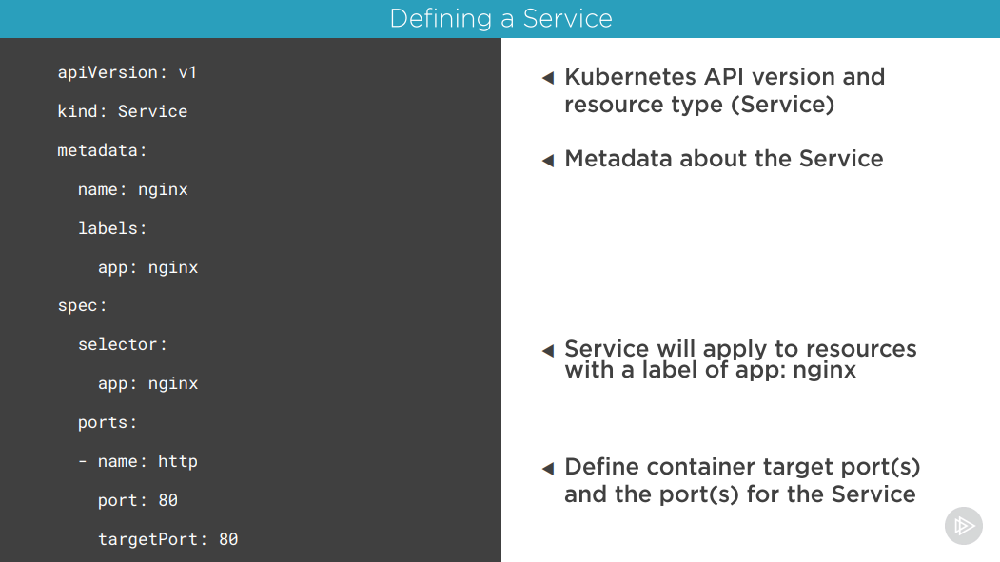 Defining a Service
apiVersion: v1
kind: Service
metadata:
  name: nginx
  labels:
    app: nginx
spec:
  selector:
    app: nginx
  ports:
  - name: http
    port: 80
    targetPort: 80
Kubernetes API version and
resource type (Service)
Metadata about the Service
Service will apply to resources
with a label of app: nginx
Define container target port(s)
and the port(s) for the Service